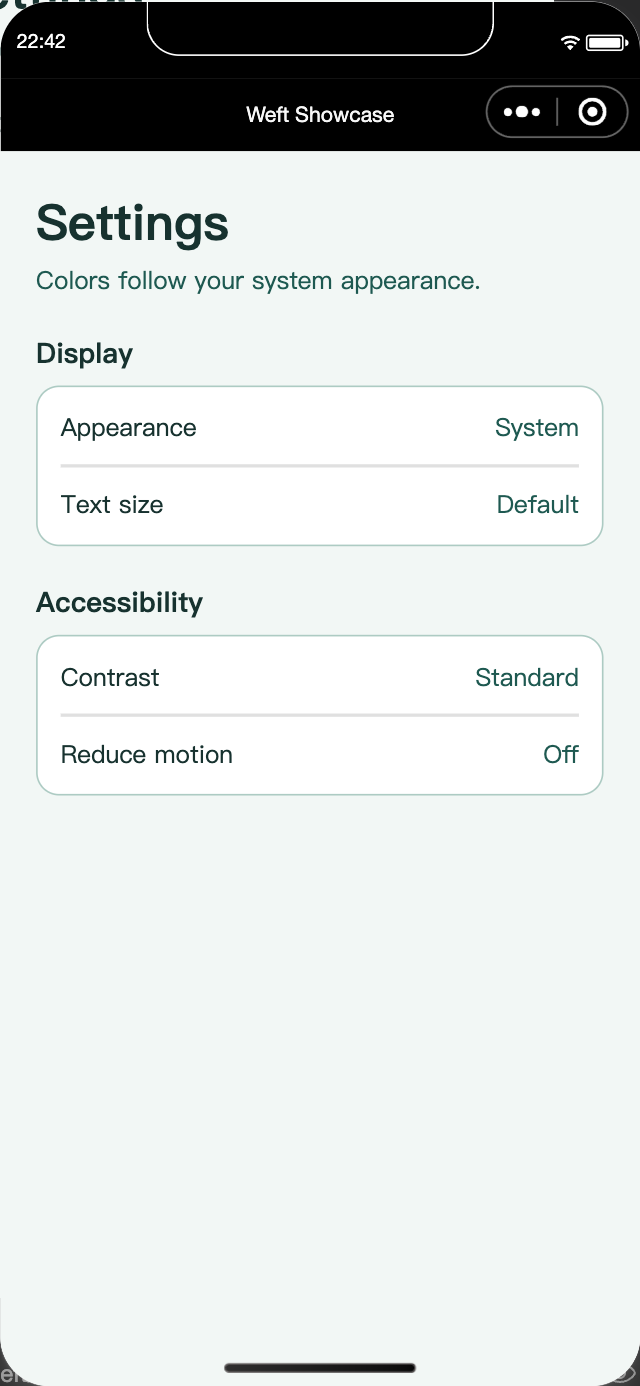 22:42
Weft Showcase
Settings
Colors follow your system appearance.
Display
Appearance System
Text size Default
Accessibility
Contrast Standard
Reduce motion Off